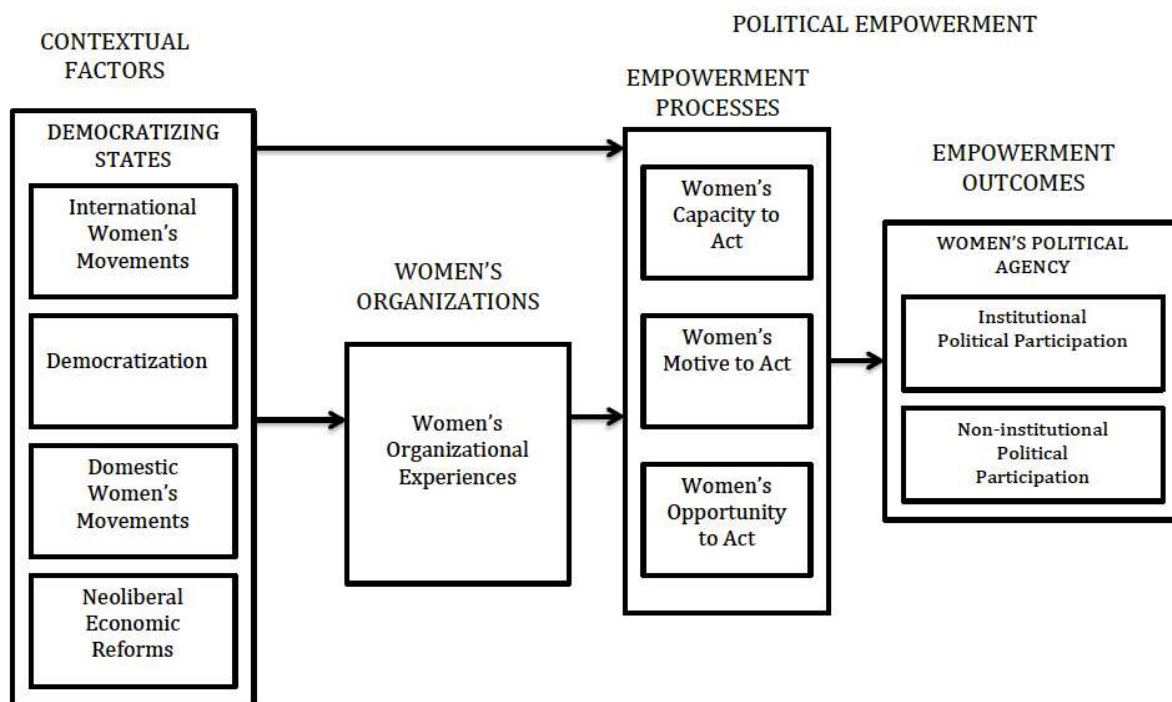 POLITICAL EMPOWERMENT
CONTEXTUAL
FACTORS
DEMOCRATIZING
STATES
International
Women’s
Movements
Democratization
Domestic
Women’s
Movements
Neoliberal
Economic
Reforms
WOMEN’S
ORGANIZATIONS
Women’s
Organizational
Experiences
EMPOWERMENT
PROCESSES
Women’s
Capacity to
Act
Women’s
Motive to Act
Women’s
Opportunity
to Act
EMPOWERMENT
OUTCOMES
WOMEN’S POLITICAL
AGENCY
Institutional
Political Participation
Non-institutional
Political
Participation